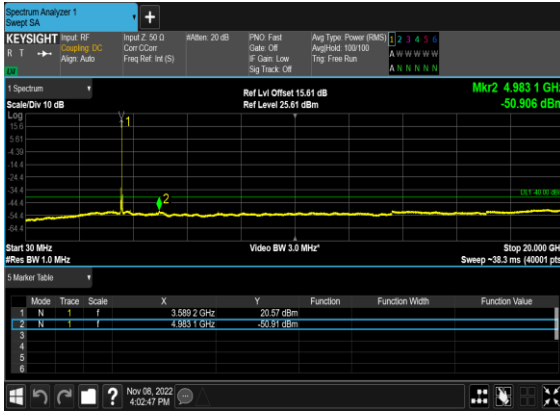 Spectrum Analyzer 1
Swept SA
+
KEYSIGHT Input: RF Input Z: 50 Ω #Atten: 20 dB PNO: Fast Avg Type: Power (RMS) 1 2 3 4 5 6
R T Coupling: DC Corr CCorr Gate: Off Avg|Hold: 100/100 A W W W W W
Align: Auto Freq Ref: Int (S) IF Gain: Low Trig: Free Run
Sig Track: Off A N N N N N
1 Spectrum Ref Lvl Offset 15.61 dB Mkr2 4.983 1 GHz
Scale/Div 10 dB Ref Level 25.61 dBm -50.906 dBm
Log
15.6
5.61
-4.39
-14.4
-24.4
-34.4
-44.4
-54.4
-64.4
1
2
DL1 -40.00 dBm
Start 30 MHz Video BW 3.0 MHz* Stop 20.000 GHz
#Res BW 1.0 MHz Sweep ~38.3 ms (40001 pts)
5 Marker Table
Mode Trace Scale X Y Function Function Width Function Value
1 N 1 f 3.589 2 GHz 20.57 dBm
2 N 1 f 4.983 1 GHz -50.91 dBm
3
4
5
6
? Nov 08, 2022
4:02:47 PM